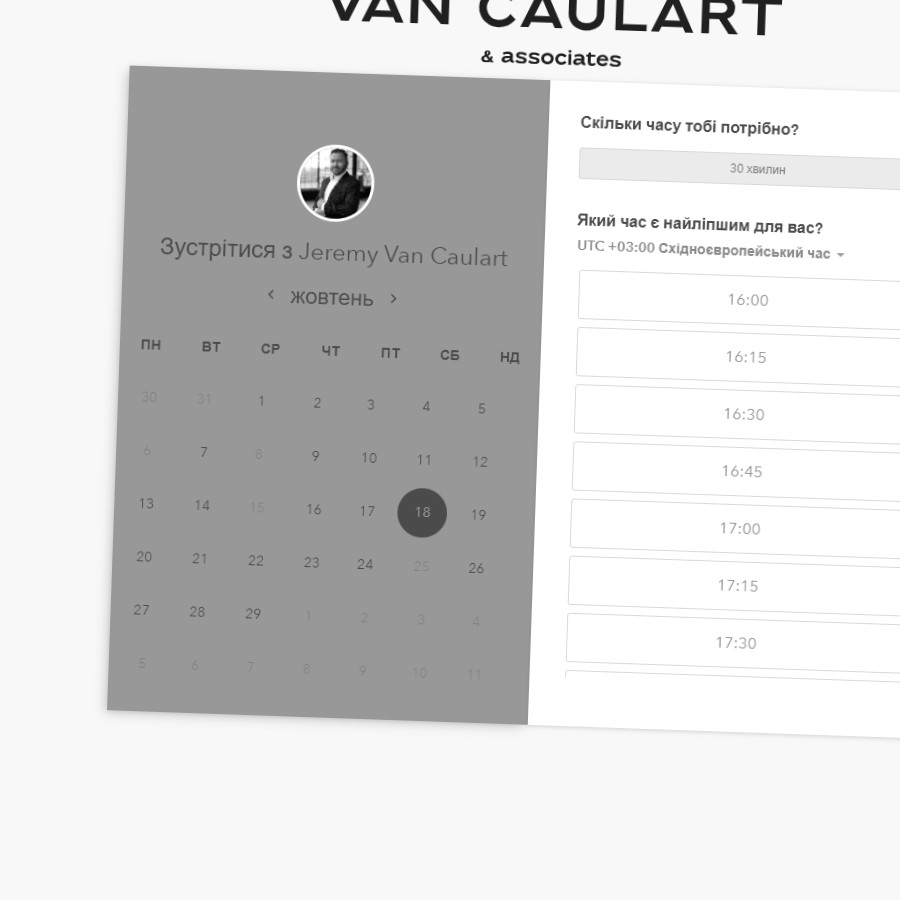 VAN CAULART
& associates
Зустрітися з Jeremy Van Caulart
жовтень
ПН ВТ СР ЧТ ПТ СБ НД
30 31 1 2 3 4 5
6 7 8 9 10 11 12
13 14 15 16 17 18 19
20 21 22 23 24 25 26
27 28 29 1 2 3 4
5 6 7 8 9 10 11
Скільки часу тобі потрібно?
30 хвилин
Який час є найліпшим для вас?
UTC +03:00 Східноєвропейський час
16:00
16:15
16:30
16:45
17:00
17:15
17:30